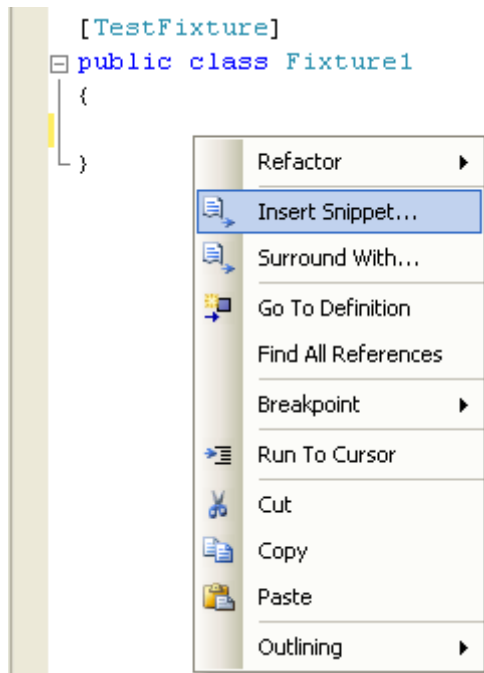 [TestFixture]
public class Fixture1
{
}
Refactor
Insert Snippet...
Surround With...
Go To Definition
Find All References
Breakpoint
Run To Cursor
Cut
Copy
Paste
Outlining